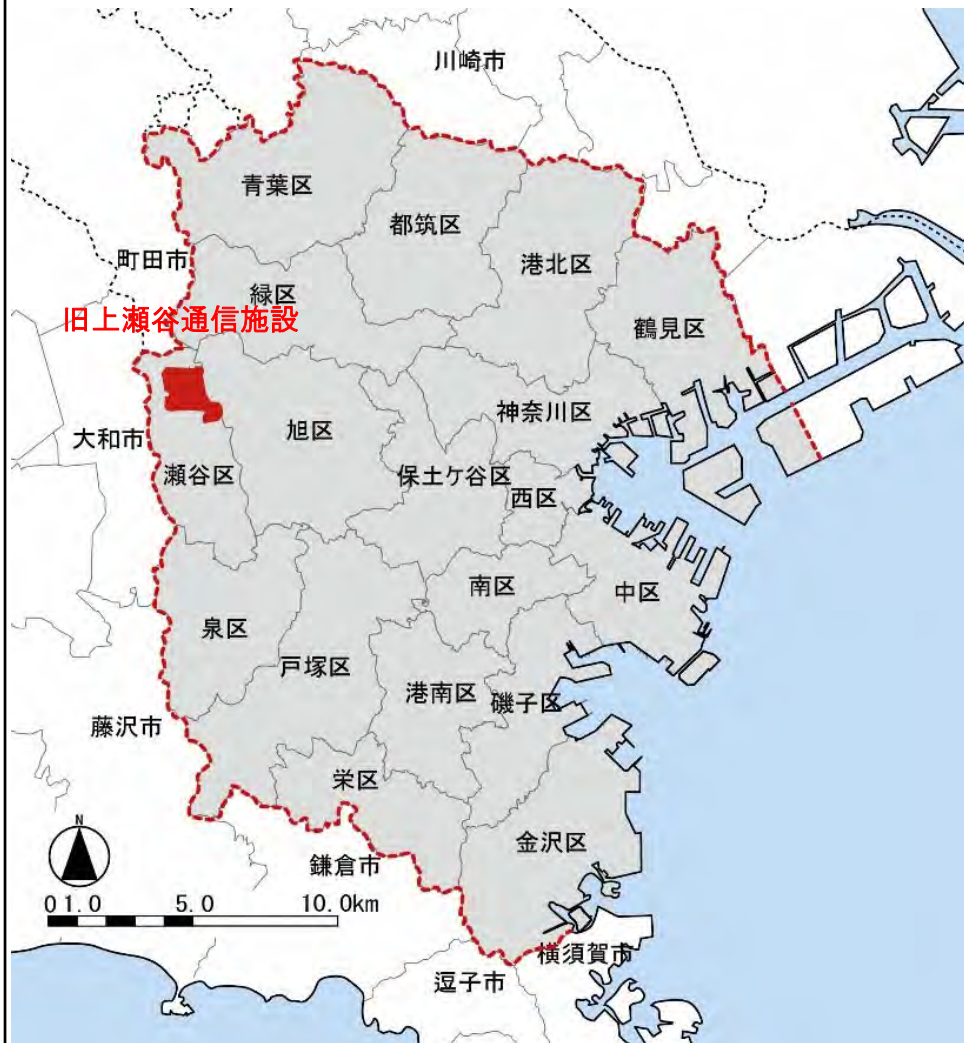 川崎市
青葉区
都筑区
町田市
港北区
緑区
旧上瀬谷通信施設
鶴見区
神奈川区
大和市
旭区
瀬谷区
保土ケ谷区
西区
南区
中区
泉区
戸塚区
港南区
磯子区
藤沢市
栄区
金沢区
N
鎌倉市
0 1.0 5.0 10.0km
横須賀市
逗子市